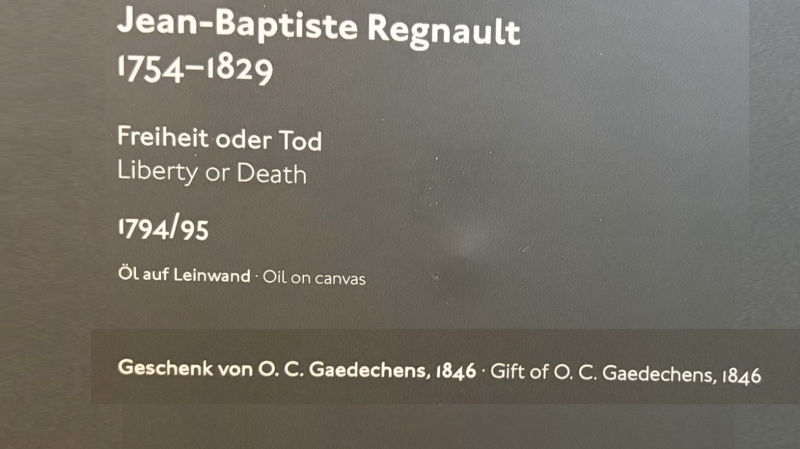 Jean-Baptiste Regnault
1754–1829
Freiheit oder Tod
Liberty or Death
1794/95
Öl auf Leinwand · Oil on canvas
Geschenk von O. C. Gaedechens, 1846 · Gift of O. C. Gaedechens, 1846